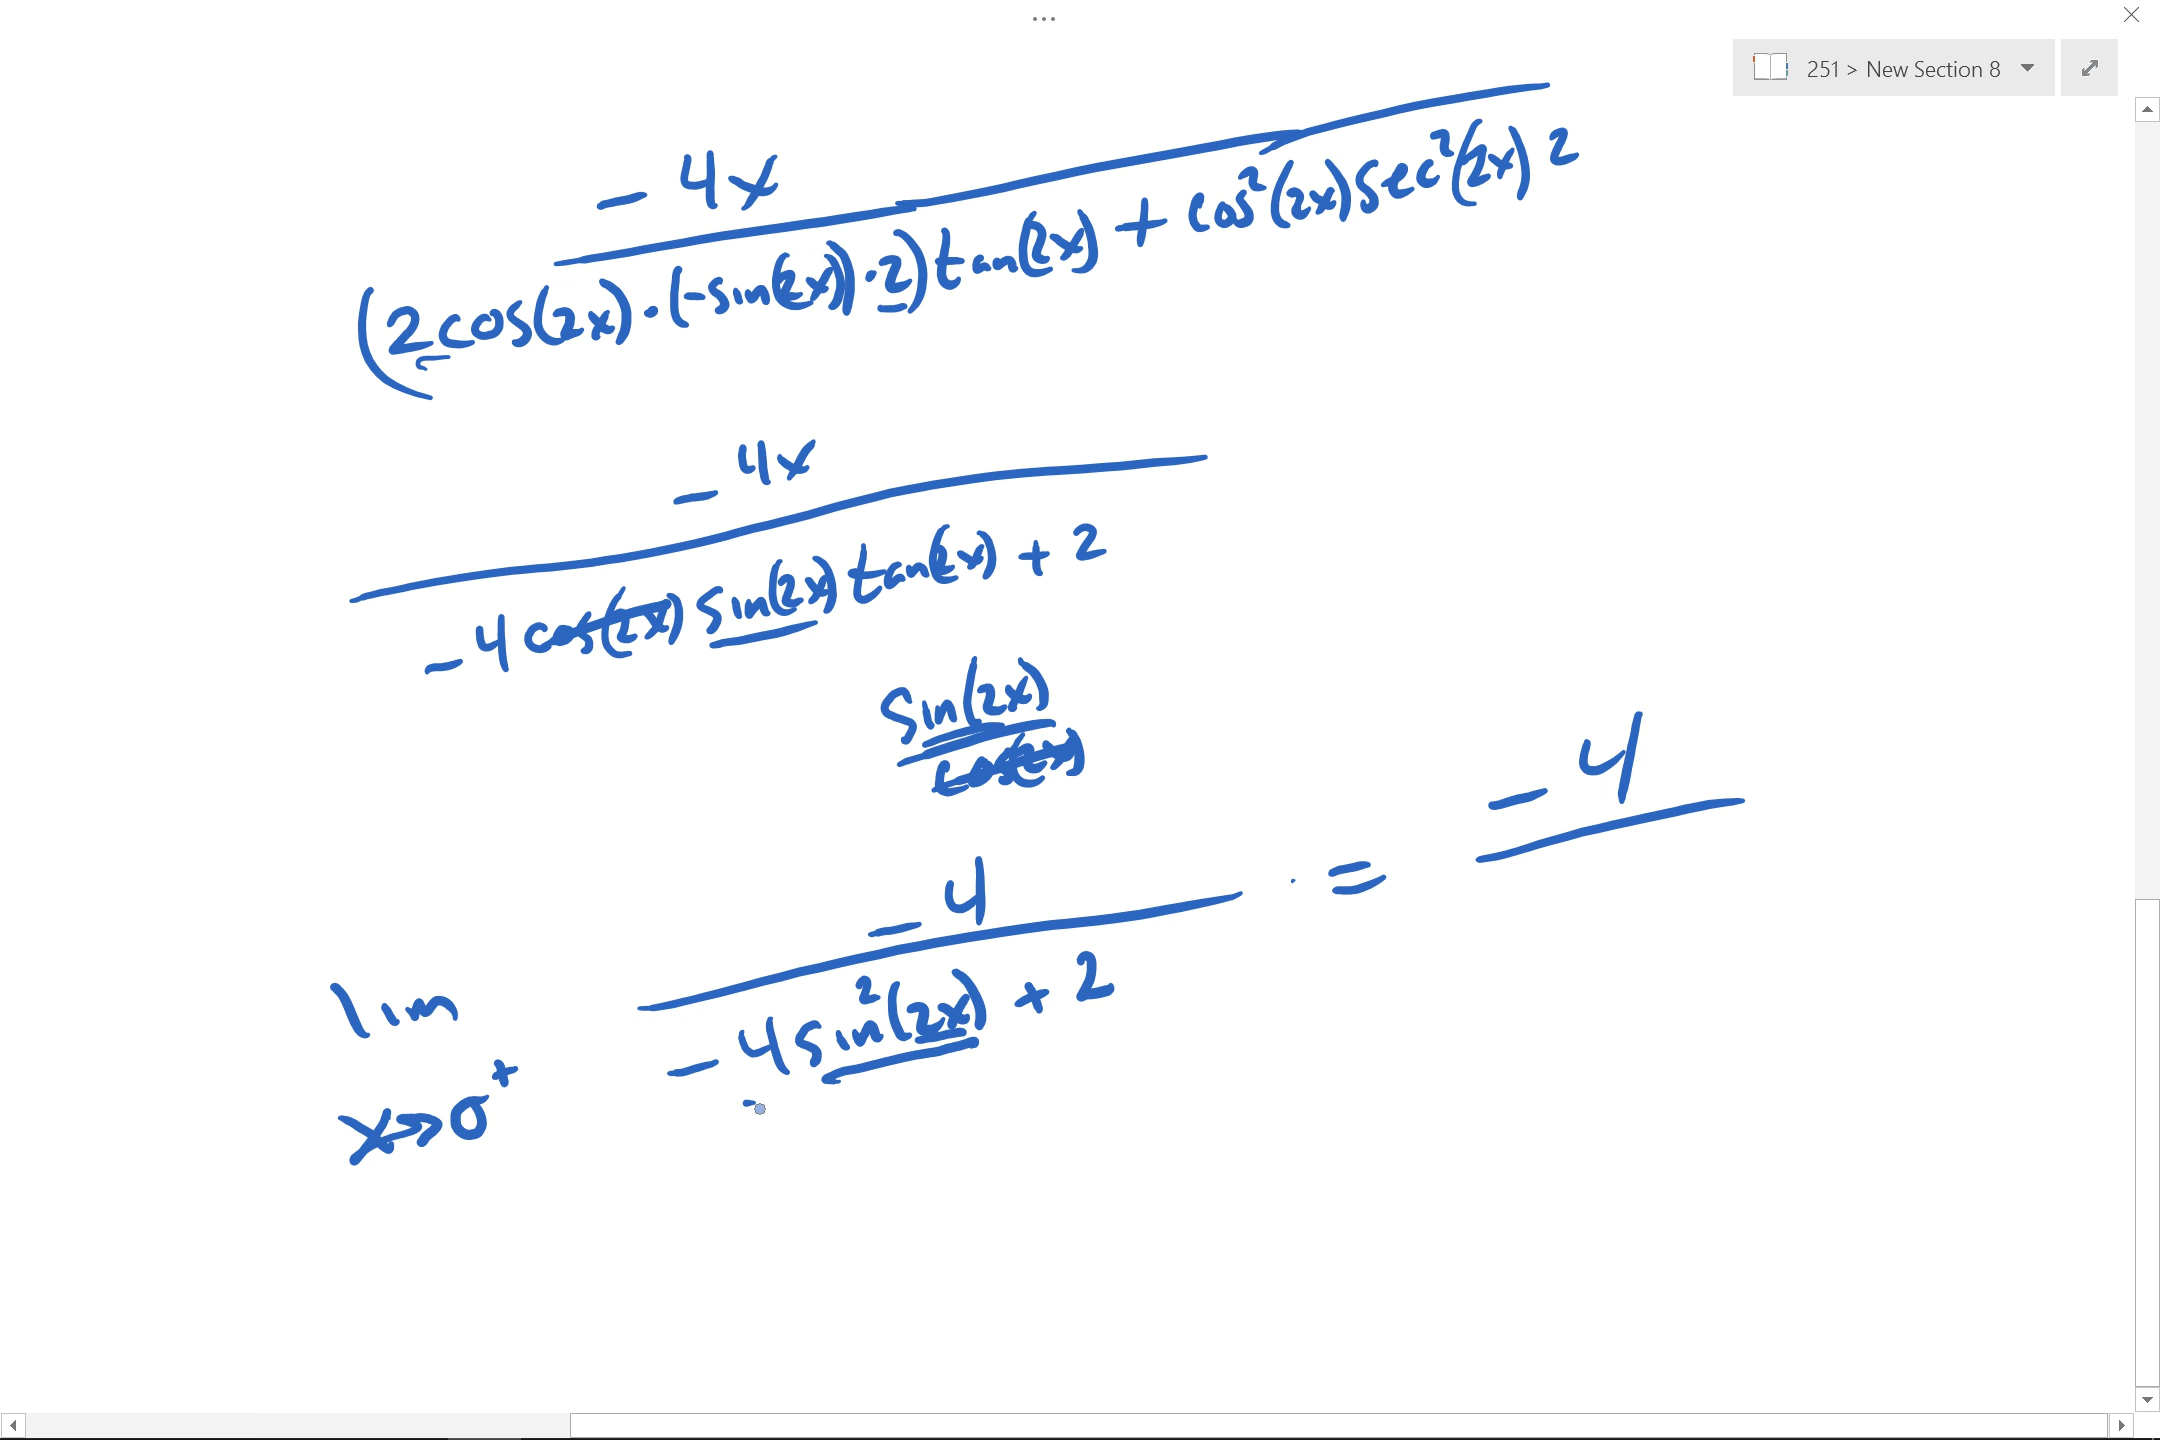 251 > New Section 8
- 4x
(2cos(2x)·(-sin(2x))·2)tan(2x) + cos²(2x)sec²(2x)2
- 4x
- 4cos(2x) sin(2x) tan(2x) + 2
sin(2x)
cos(2x)
- 4 = - 4
lim
- 4sin²(2x) + 2
x→0⁺